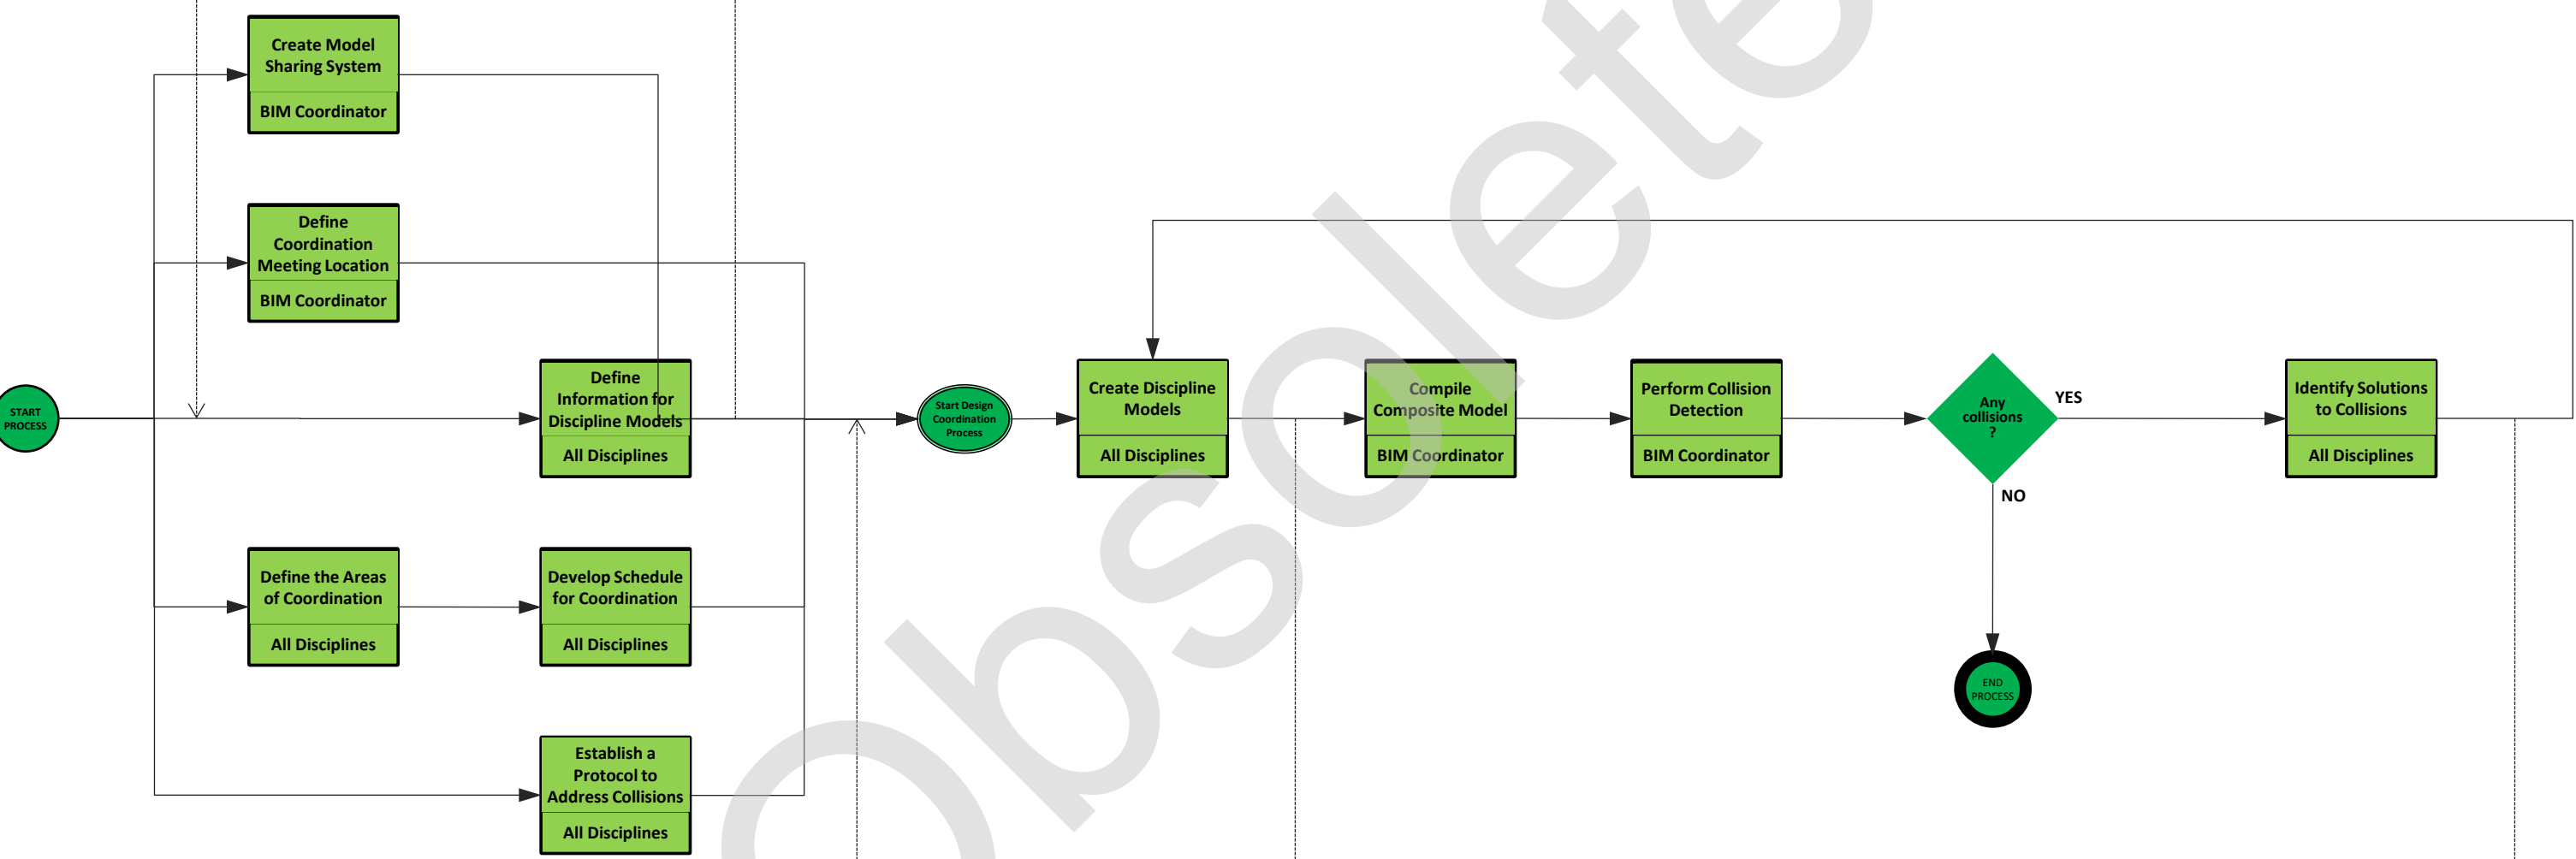 Create Model
Sharing System
BIM Coordinator
Define
Coordination
Meeting Location
BIM Coordinator
START
PROCESS
Define
Information for
Discipline Models
All Disciplines
Define the Areas
of Coordination
All Disciplines
Develop Schedule
for Coordination
All Disciplines
Establish a
Protocol to
Address Collisions
All Disciplines
Start Design
Coordination
Process
Create Discipline
Models
All Disciplines
Compile
Composite Model
BIM Coordinator
Perform Collision
Detection
BIM Coordinator
Any
collisions
?
YES
NO
END
PROCESS
Identify Solutions
to Collisions
All Disciplines
Obsolete